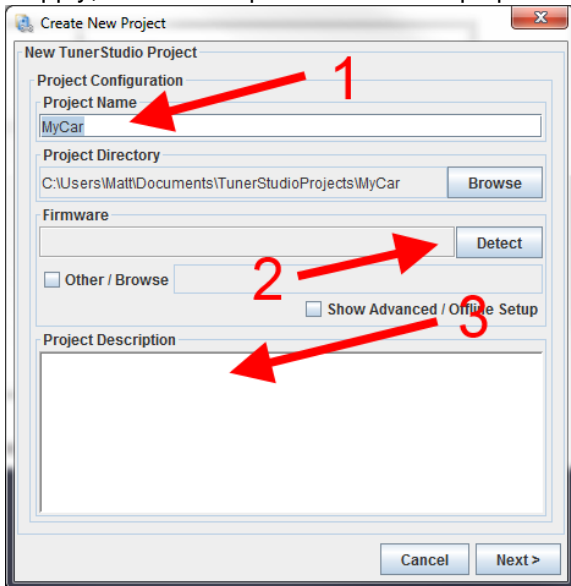 Create New Project
New TunerStudio Project
Project Configuration
1
Project Name
MyCar
Project Directory
C:\Users\Matt\Documents\TunerStudioProjects\MyCar Browse
Firmware
Detect
2
Other / Browse
Show Advanced / Offline Setup
3
Project Description
Cancel Next >